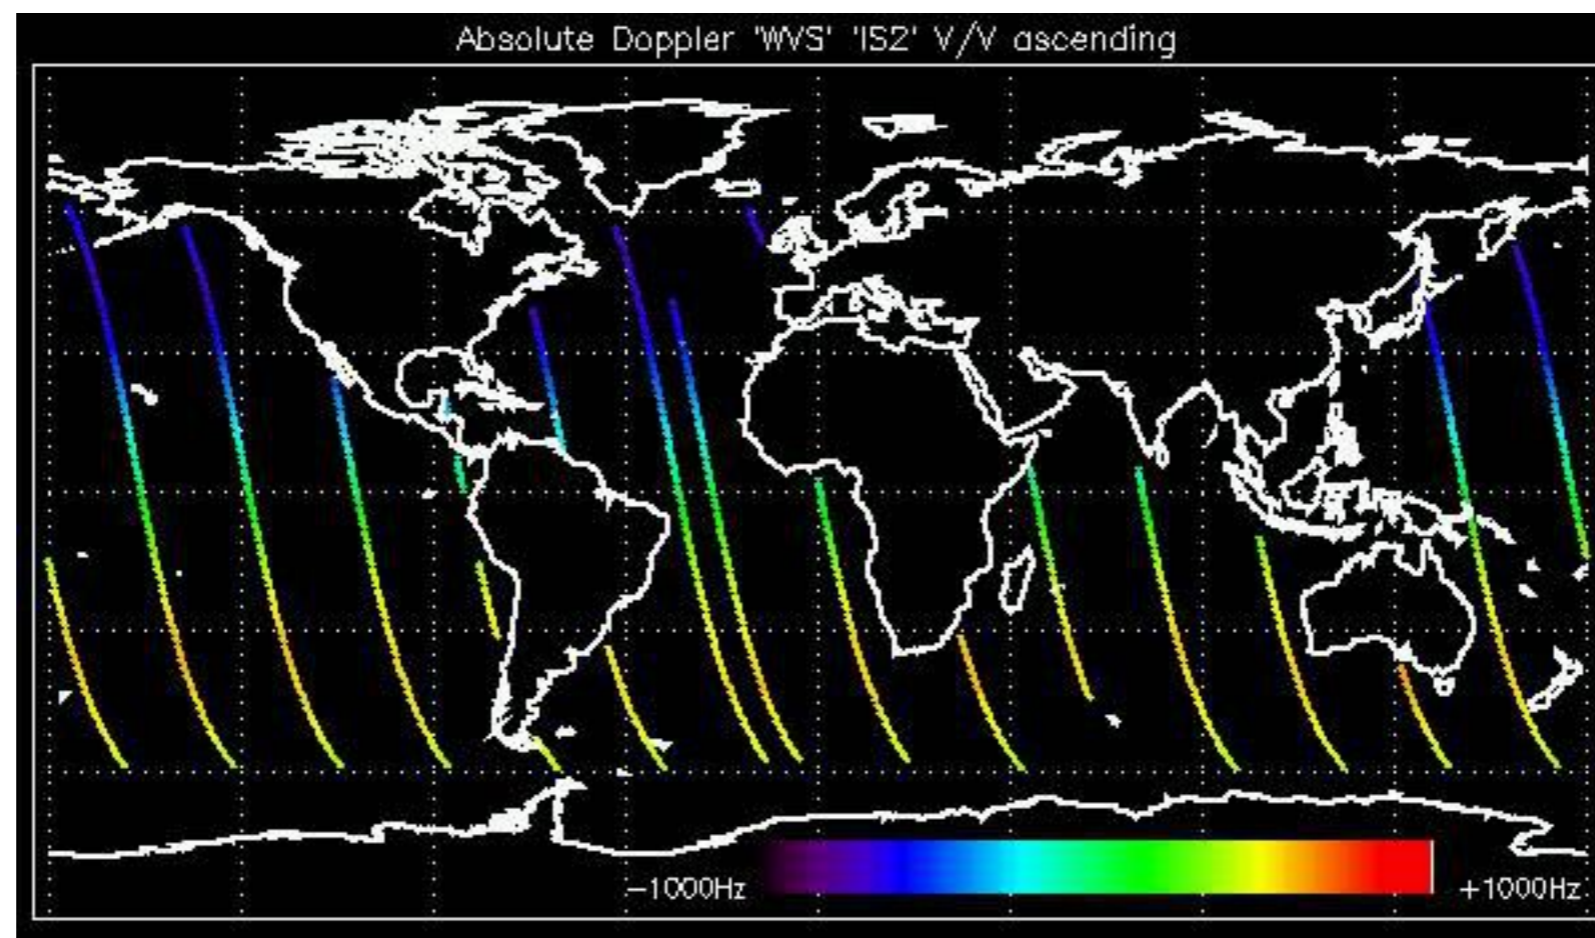 Absolute Doppler 'WVS' 'IS2' V/V ascending
-1000Hz +1000Hz